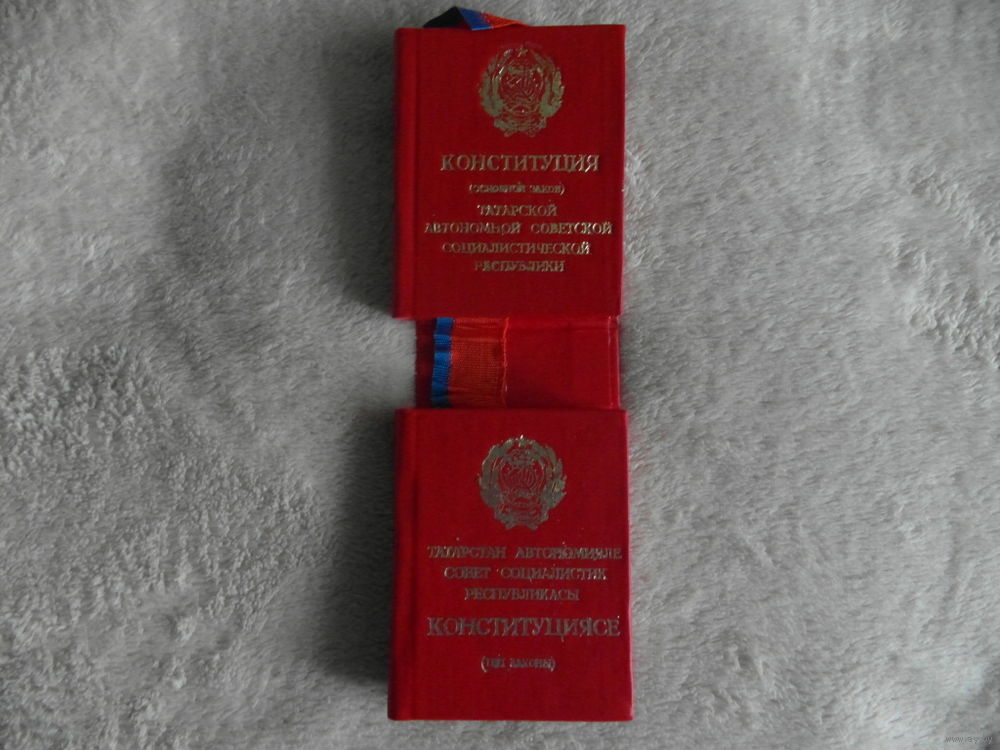 КОНСТИТУЦИЯ
(ОСНОВНОЙ ЗАКОН)
ТАТАРСКОЙ
АВТОНОМНОЙ СОВЕТСКОЙ
СОЦИАЛИСТИЧЕСКОЙ
РЕСПУБЛИКИ
ТАТАРСТАН АВТОНОМИЯЛЕ
СОВЕТ СОЦИАЛИСТИК
РЕСПУБЛИКАСЫ
КОНСТИТУЦИЯСЕ
(ТӨП ЗАКОНЫ)